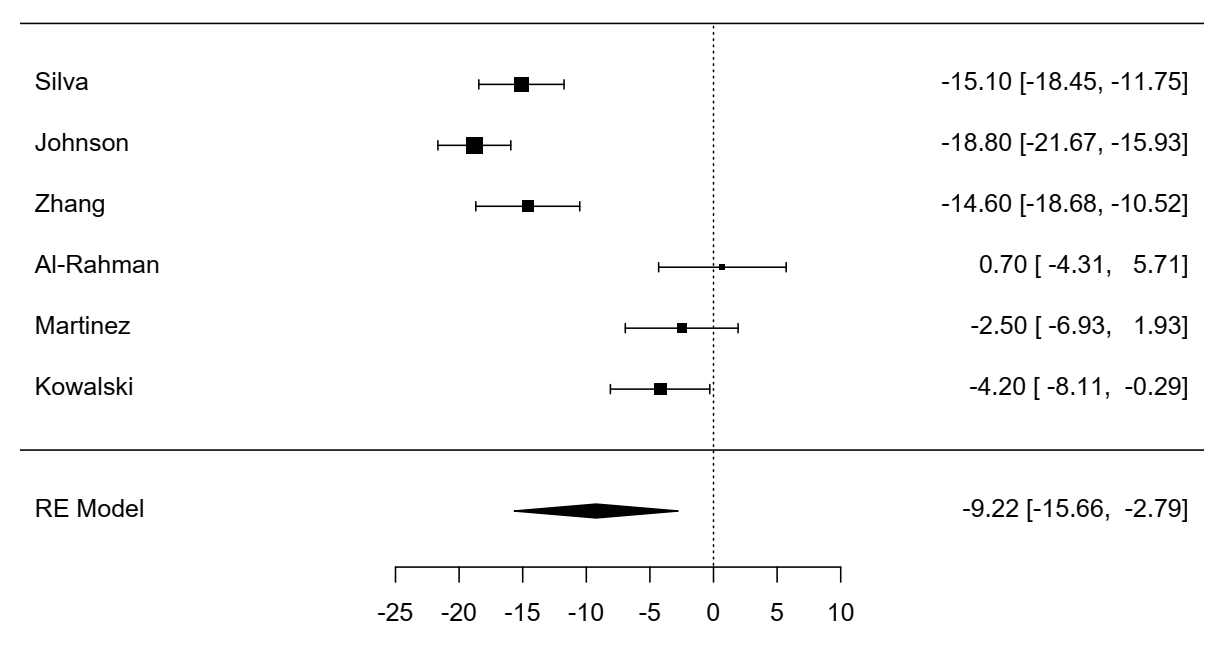 Silva -15.10 [-18.45, -11.75]
Johnson -18.80 [-21.67, -15.93]
Zhang -14.60 [-18.68, -10.52]
Al-Rahman 0.70 [ -4.31, 5.71]
Martinez -2.50 [ -6.93, 1.93]
Kowalski -4.20 [ -8.11, -0.29]
RE Model -9.22 [-15.66, -2.79]
-25 -20 -15 -10 -5 0 5 10